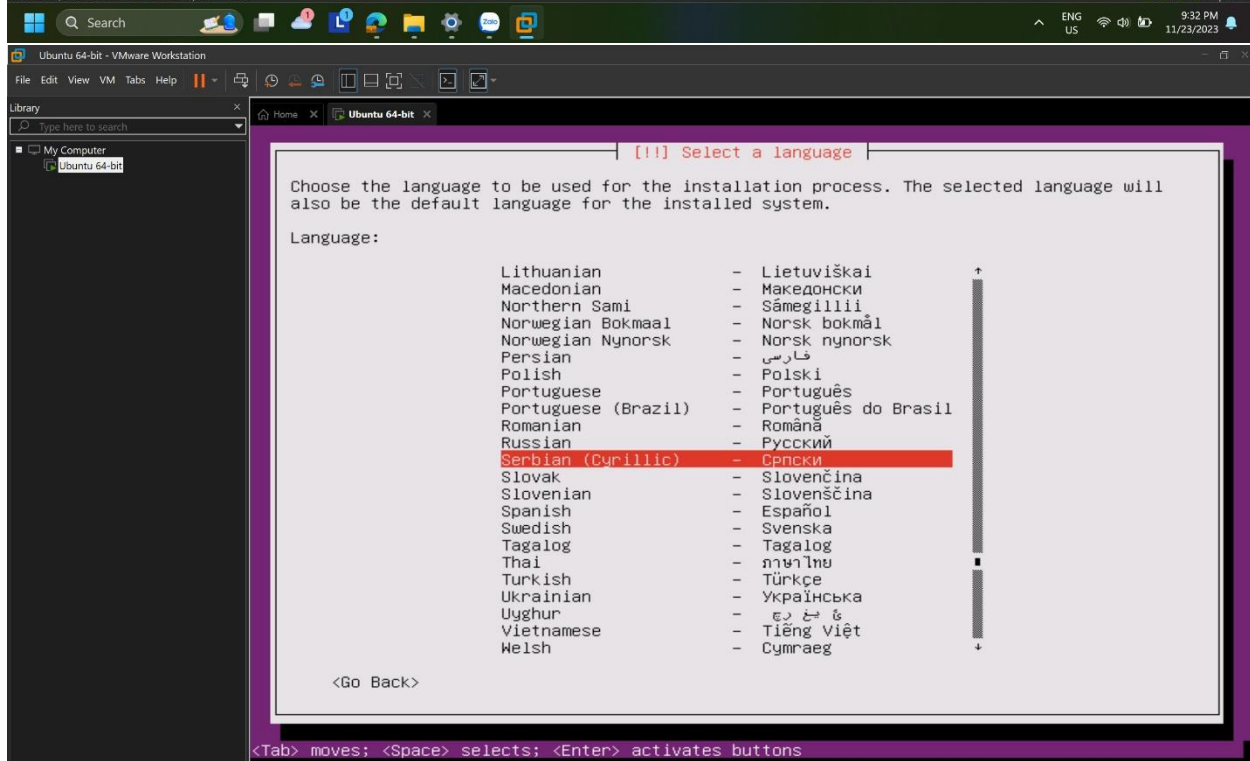 Search
1
L
1
Zalo
ENG
US
9:32 PM
11/23/2023
Ubuntu 64-bit - VMware Workstation
File Edit View VM Tabs Help
Library
Home
Ubuntu 64-bit
Type here to search
My Computer
Ubuntu 64-bit
[!!] Select a language
Choose the language to be used for the installation process. The selected language will
also be the default language for the installed system.
Language:
Lithuanian - Lietuviškai
Macedonian - Македонски
Northern Sami - Sámegillii
Norwegian Bokmaal - Norsk bokmål
Norwegian Nynorsk - Norsk nynorsk
Persian - فارسی
Polish - Polski
Portuguese - Português
Portuguese (Brazil) - Português do Brasil
Romanian - Română
Russian - Русский
Serbian (Cyrillic) - Српски
Slovak - Slovenčina
Slovenian - Slovenščina
Spanish - Español
Swedish - Svenska
Tagalog - Tagalog
Thai - ภาษาไทย
Turkish - Türkçe
Ukrainian - Українська
Uyghur -
Vietnamese - Tiếng Việt
Welsh - Cymraeg
<Go Back>
<Tab> moves; <Space> selects; <Enter> activates buttons